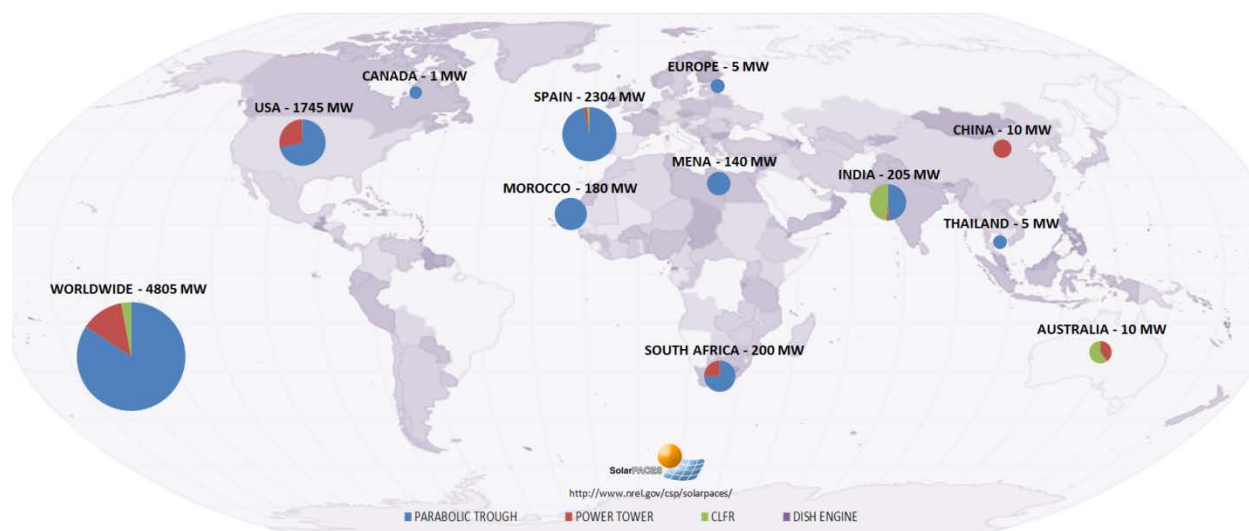 CANADA - 1 MW
EUROPE - 5 MW
USA - 1745 MW
SPAIN - 2304 MW
CHINA - 10 MW
MENA - 140 MW
INDIA - 205 MW
MOROCCO - 180 MW
THAILAND - 5 MW
WORLDWIDE - 4805 MW
AUSTRALIA - 10 MW
SOUTH AFRICA - 200 MW
SolarPACES
http://www.nrel.gov/csp/solarpaces/
PARABOLIC TROUGH POWER TOWER CLFR DISH ENGINE